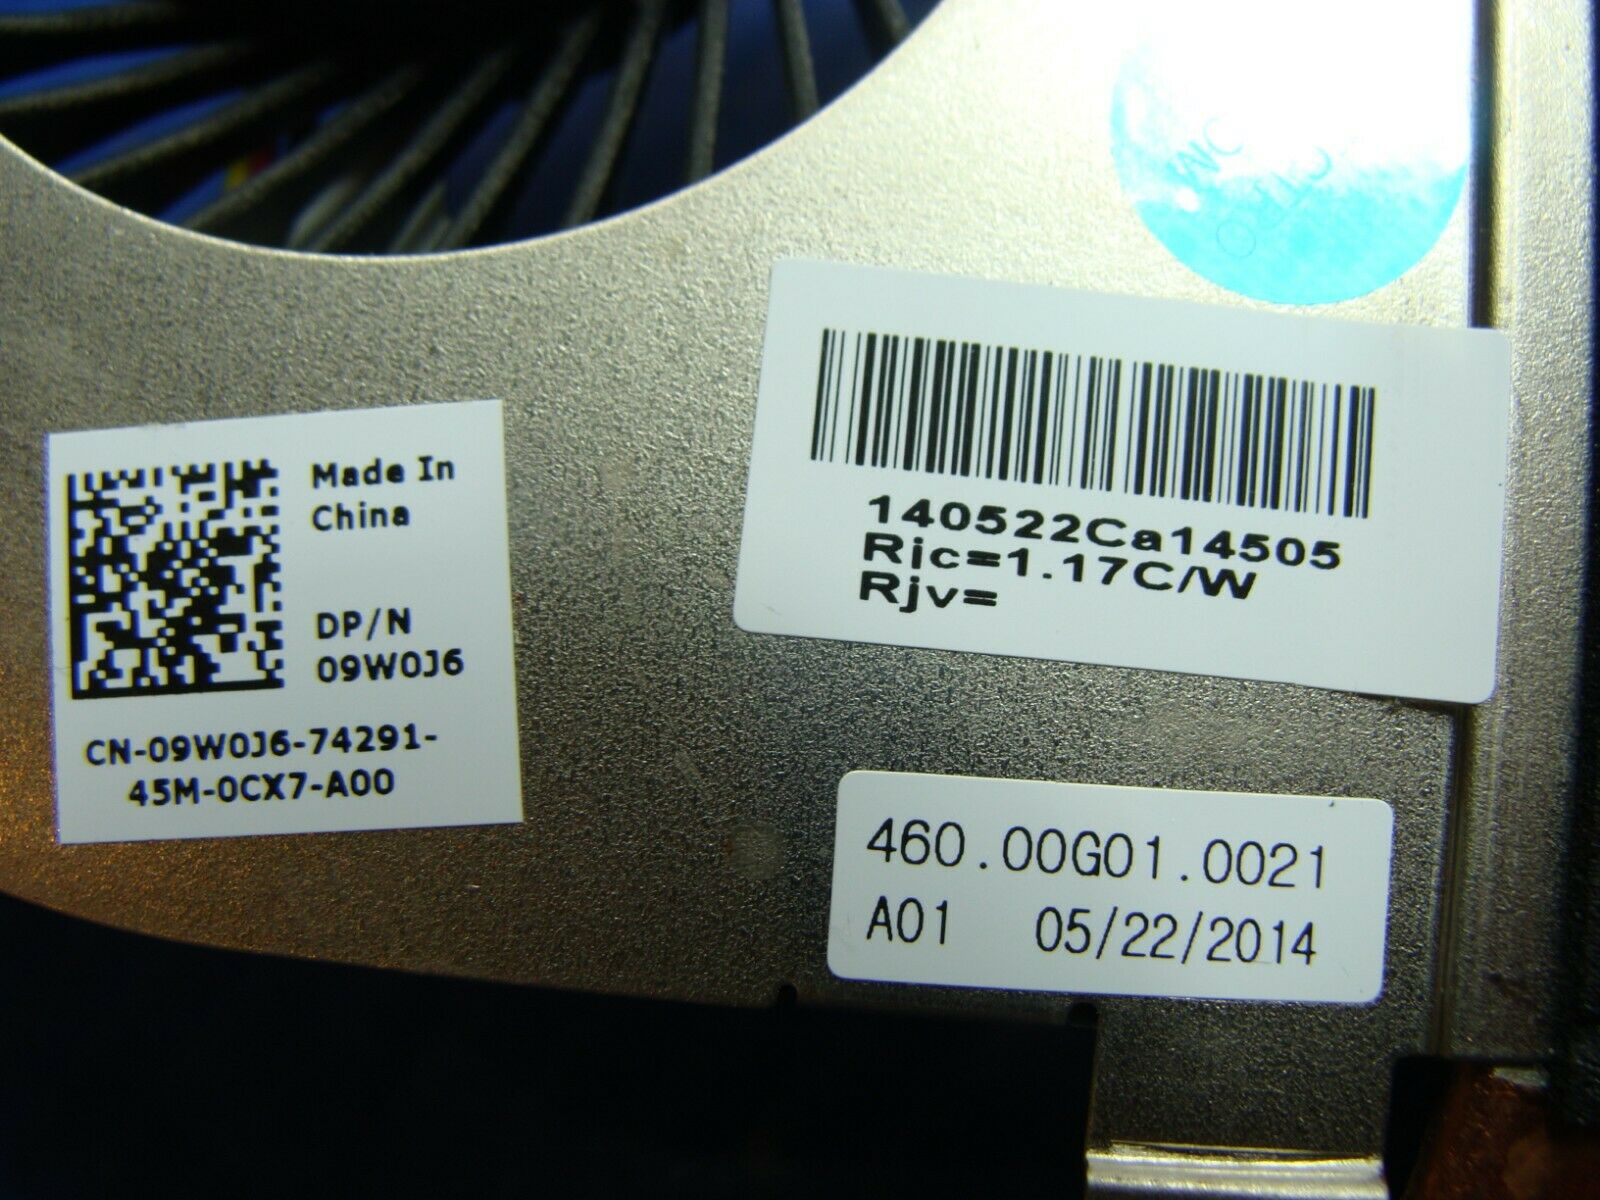 Made In
China
DP/N
09W0J6
CN-09W0J6-74291-
45M-0CX7-A00
140522Ca14505
Rjc=1.17C/W
Rjv=
460.00G01.0021
A01 05/22/2014